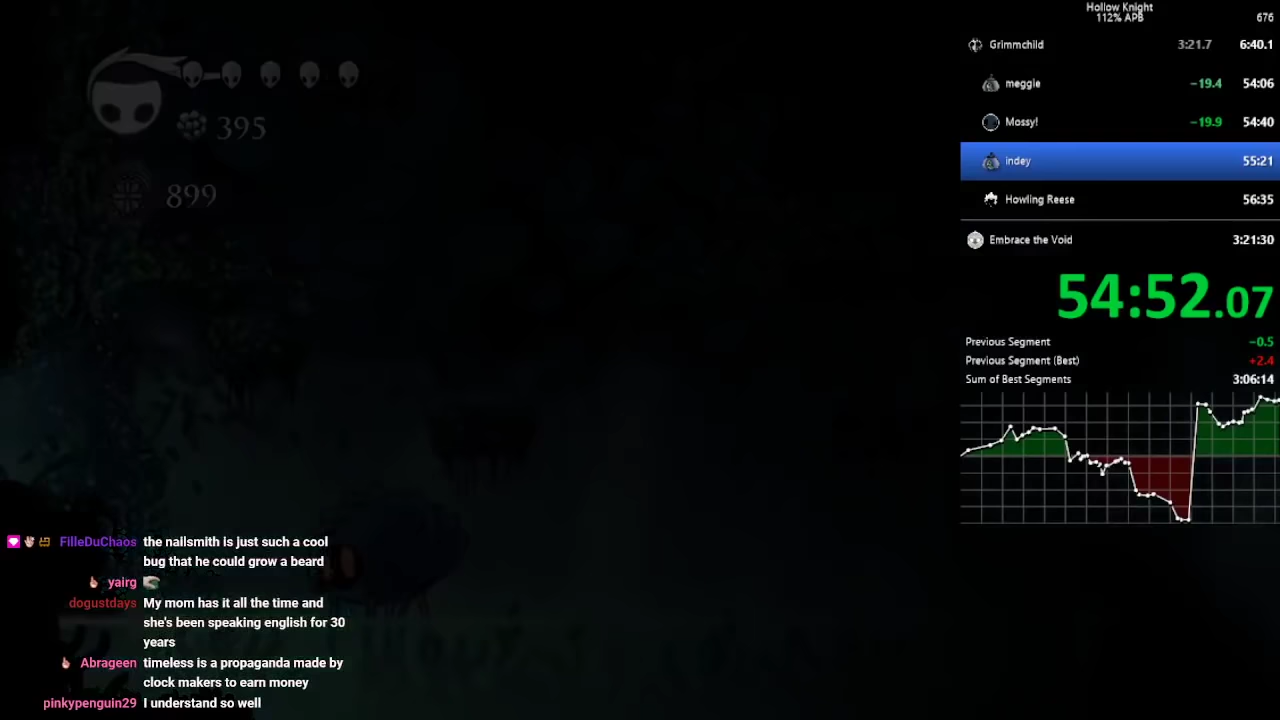 Hollow Knight
112% APB
676
Grimmchild 3:21.7 6:40.1
meggie −19.4 54:06
Mossy! −19.9 54:40
indey 55:21
Howling Reese 56:35
Embrace the Void 3:21:30
54:52.07
Previous Segment −0.5
Previous Segment (Best) +2.4
Sum of Best Segments 3:06:14
395
899
FilleDuChaos the nailsmith is just such a cool
bug that he could grow a beard
yairg
dogustdays My mom has it all the time and
she's been speaking english for 30
years
Abrageen timeless is a propaganda made by
clock makers to earn money
pinkypenguin29 I understand so well